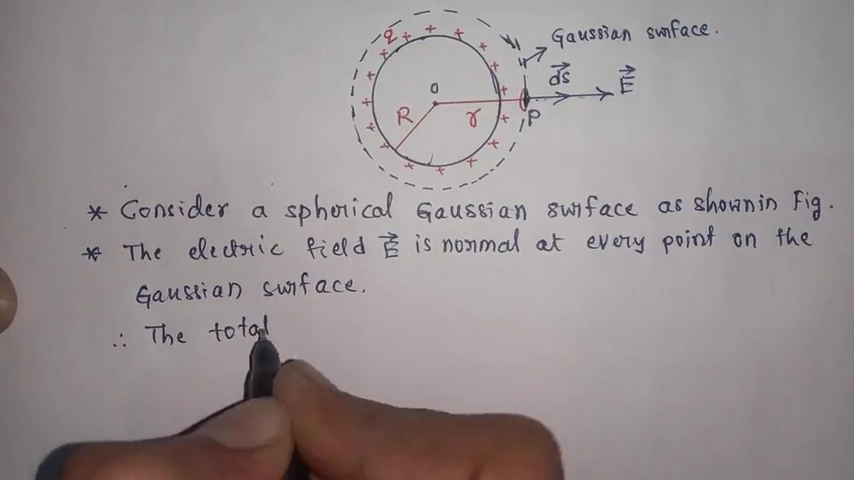 q
Gaussian surface.
O
ds
E
R
r
P
* Consider a spherical Gaussian surface as shown in Fig.
* The electric field E is normal at every point on the
Gaussian surface.
∴ The total